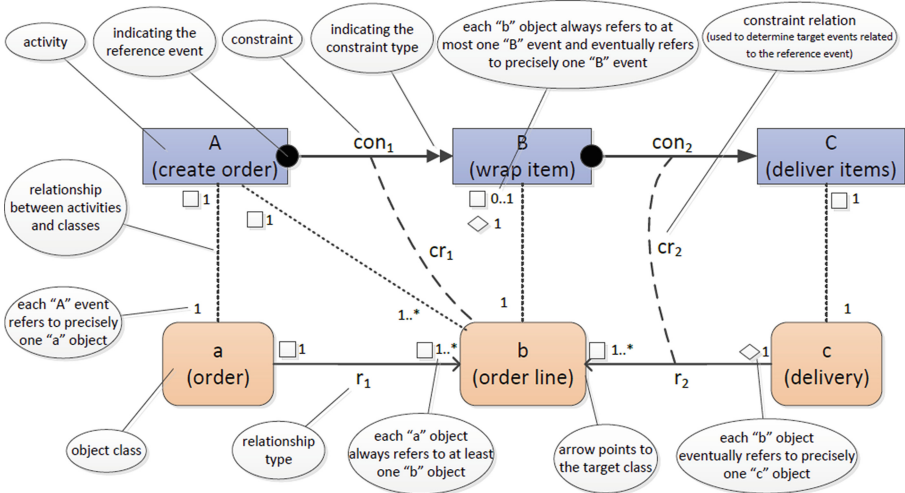 activity
indicating
the reference event
constraint
indicating the
constraint type
each “b” object always refers to at
most one “B” event and eventually refers
to precisely one “B” event
constraint relation
(used to determine target events related
to the reference event)
A
(create order)
con1
B
(wrap item)
con2
C
(deliver items)
relationship
between activities
and classes
1
1
0..1
1
1
cr1
cr2
each “A” event
refers to precisely
one “a” object
1
1..*
1
1
a
(order)
1
r1
1..*
b
(order line)
1..*
r2
1
c
(delivery)
object class
relationship
type
each “a” object
always refers to at least
one “b” object
arrow points to
the target class
each “b” object
eventually refers to precisely
one “c” object